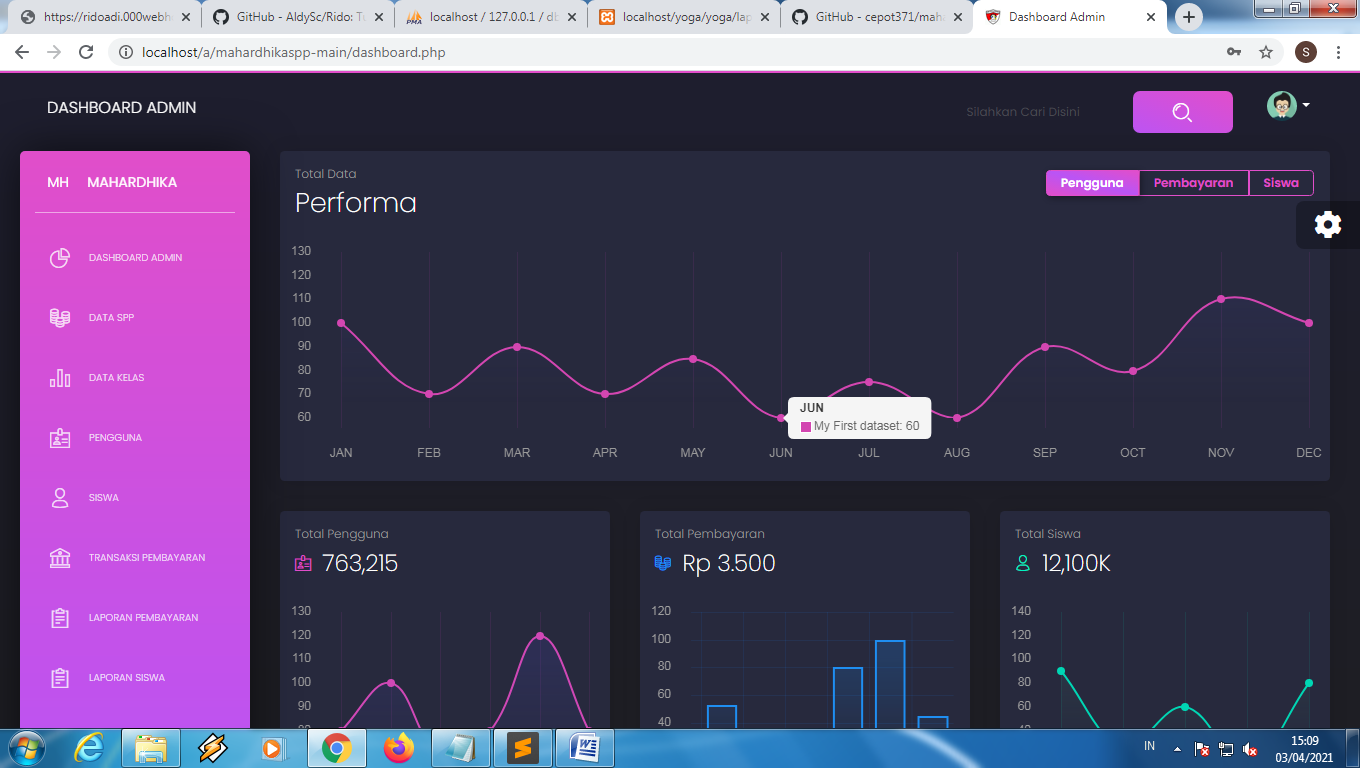 https://ridoadi.000webh
GitHub - AldySc/Rido: Tu
localhost / 127.0.0.1 / db
localhost/yoga/yoga/lap
GitHub - cepot371/maha
Dashboard Admin
localhost/a/mahardhikaspp-main/dashboard.php
S
DASHBOARD ADMIN
Silahkan Cari Disini
MH MAHARDHIKA
DASHBOARD ADMIN
DATA SPP
DATA KELAS
PENGGUNA
SISWA
TRANSAKSI PEMBAYARAN
LAPORAN PEMBAYARAN
LAPORAN SISWA
Total Data
Performa
Pengguna Pembayaran Siswa
130
120
110
100
90
80
70
60
JUN
My First dataset: 60
JAN FEB MAR APR MAY JUN JUL AUG SEP OCT NOV DEC
Total Pengguna
763,215
130
120
110
100
90
80
Total Pembayaran
Rp 3.500
120
100
80
60
40
Total Siswa
12,100K
140
120
100
80
60
40
IN
15:09
03/04/2021